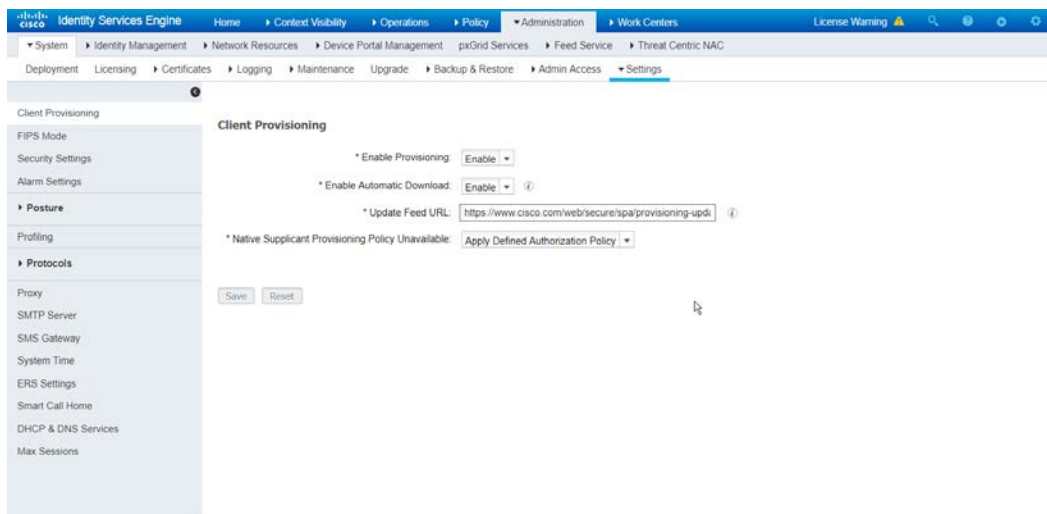 cisco Identity Services Engine Home Context Visibility Operations Policy Administration Work Centers License Warning
System Identity Management Network Resources Device Portal Management pxGrid Services Feed Service Threat Centric NAC
Deployment Licensing Certificates Logging Maintenance Upgrade Backup & Restore Admin Access Settings
Client Provisioning
FIPS Mode
Security Settings
Alarm Settings
Posture
Profiling
Protocols
Proxy
SMTP Server
SMS Gateway
System Time
ERS Settings
Smart Call Home
DHCP & DNS Services
Max Sessions
Client Provisioning
* Enable Provisioning: Enable
* Enable Automatic Download: Enable
* Update Feed URL: https://www.cisco.com/web/secure/spa/provisioning-upda
* Native Supplicant Provisioning Policy Unavailable: Apply Defined Authorization Policy
Save Reset